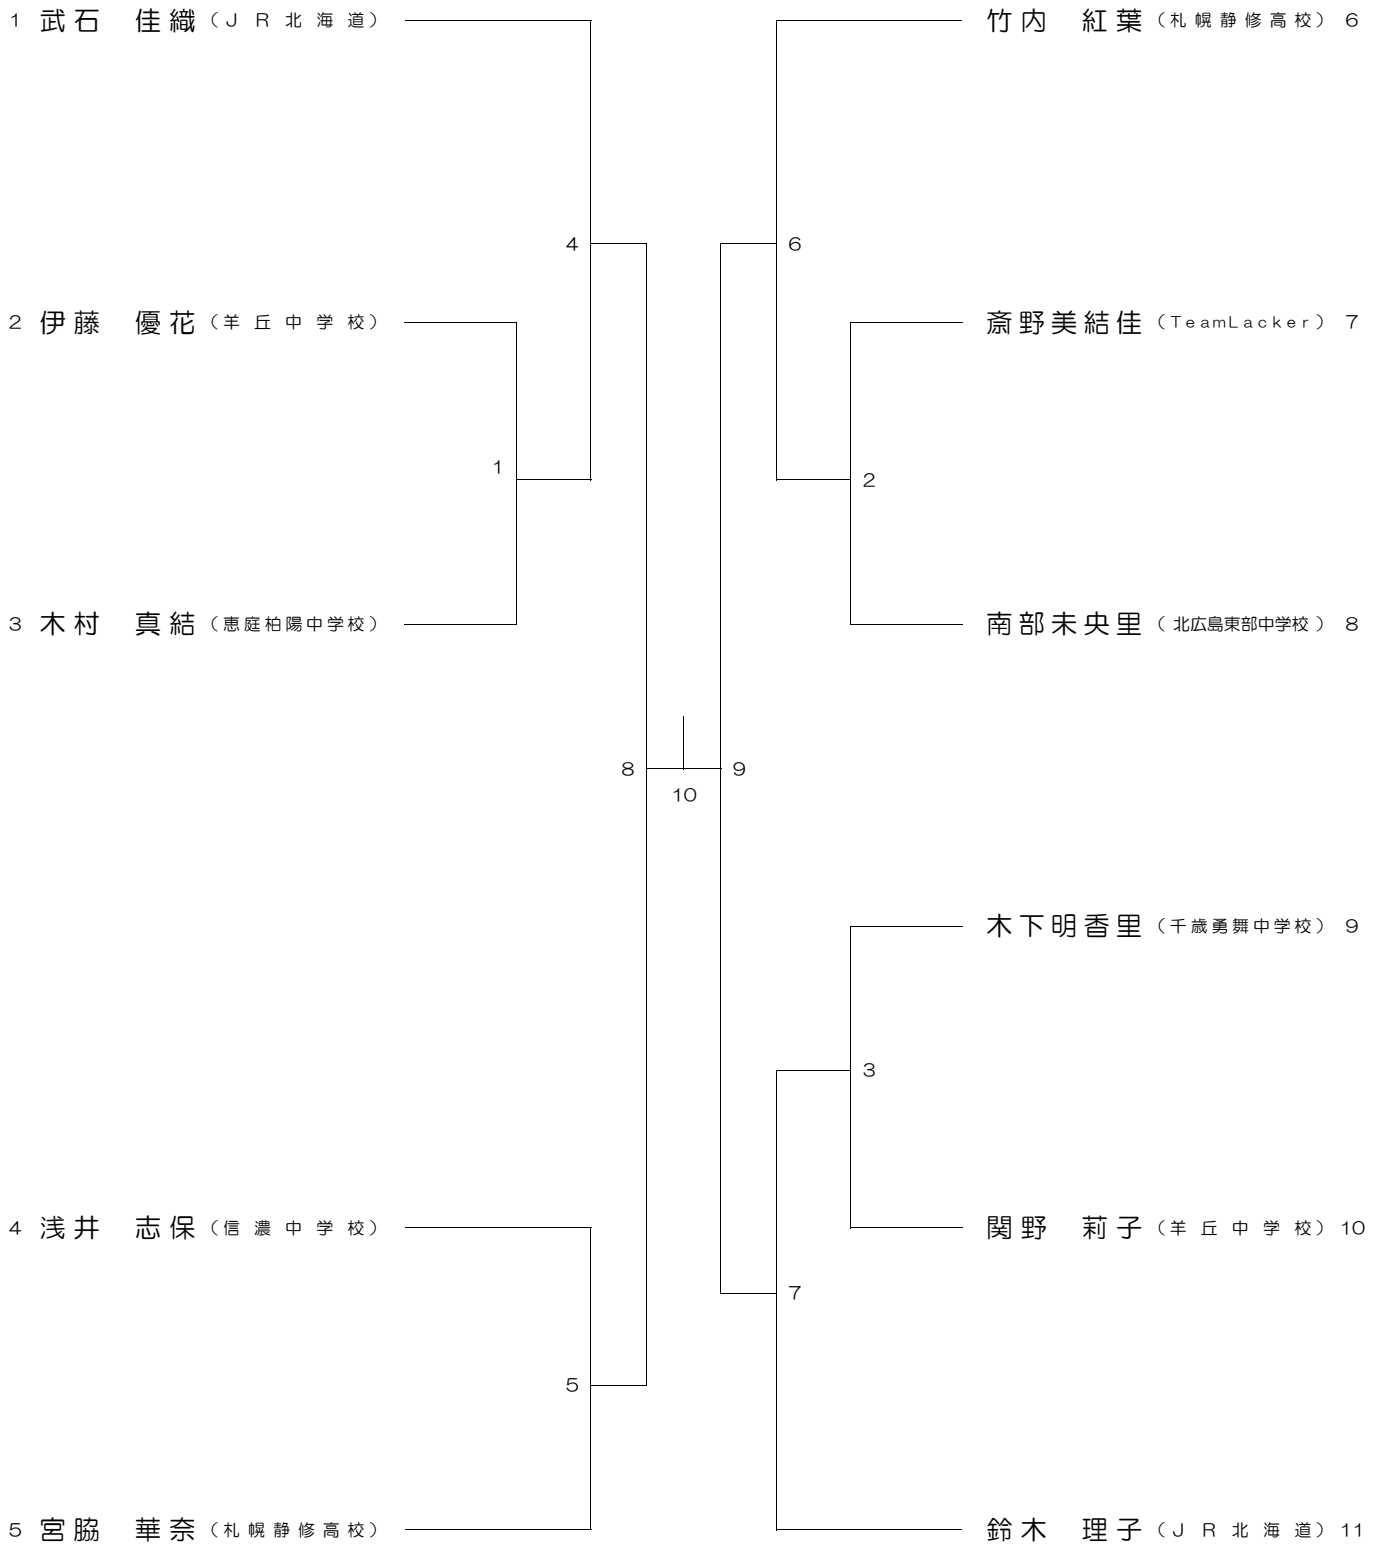 1 武石 佳織 （ＪＲ北海道）
2 伊藤 優花 （羊丘中学校）
3 木村 真結 （恵庭柏陽中学校）
4 浅井 志保 （信濃中学校）
5 宮脇 華奈 （札幌静修高校）
4
1
8
10
9
5
6
2
3
7
竹内 紅葉 （札幌静修高校） 6
斎野美結佳 （TeamLacker） 7
南部未央里 （北広島東部中学校） 8
木下明香里 （千歳勇舞中学校） 9
関野 莉子 （羊丘中学校） 10
鈴木 理子 （ＪＲ北海道） 11